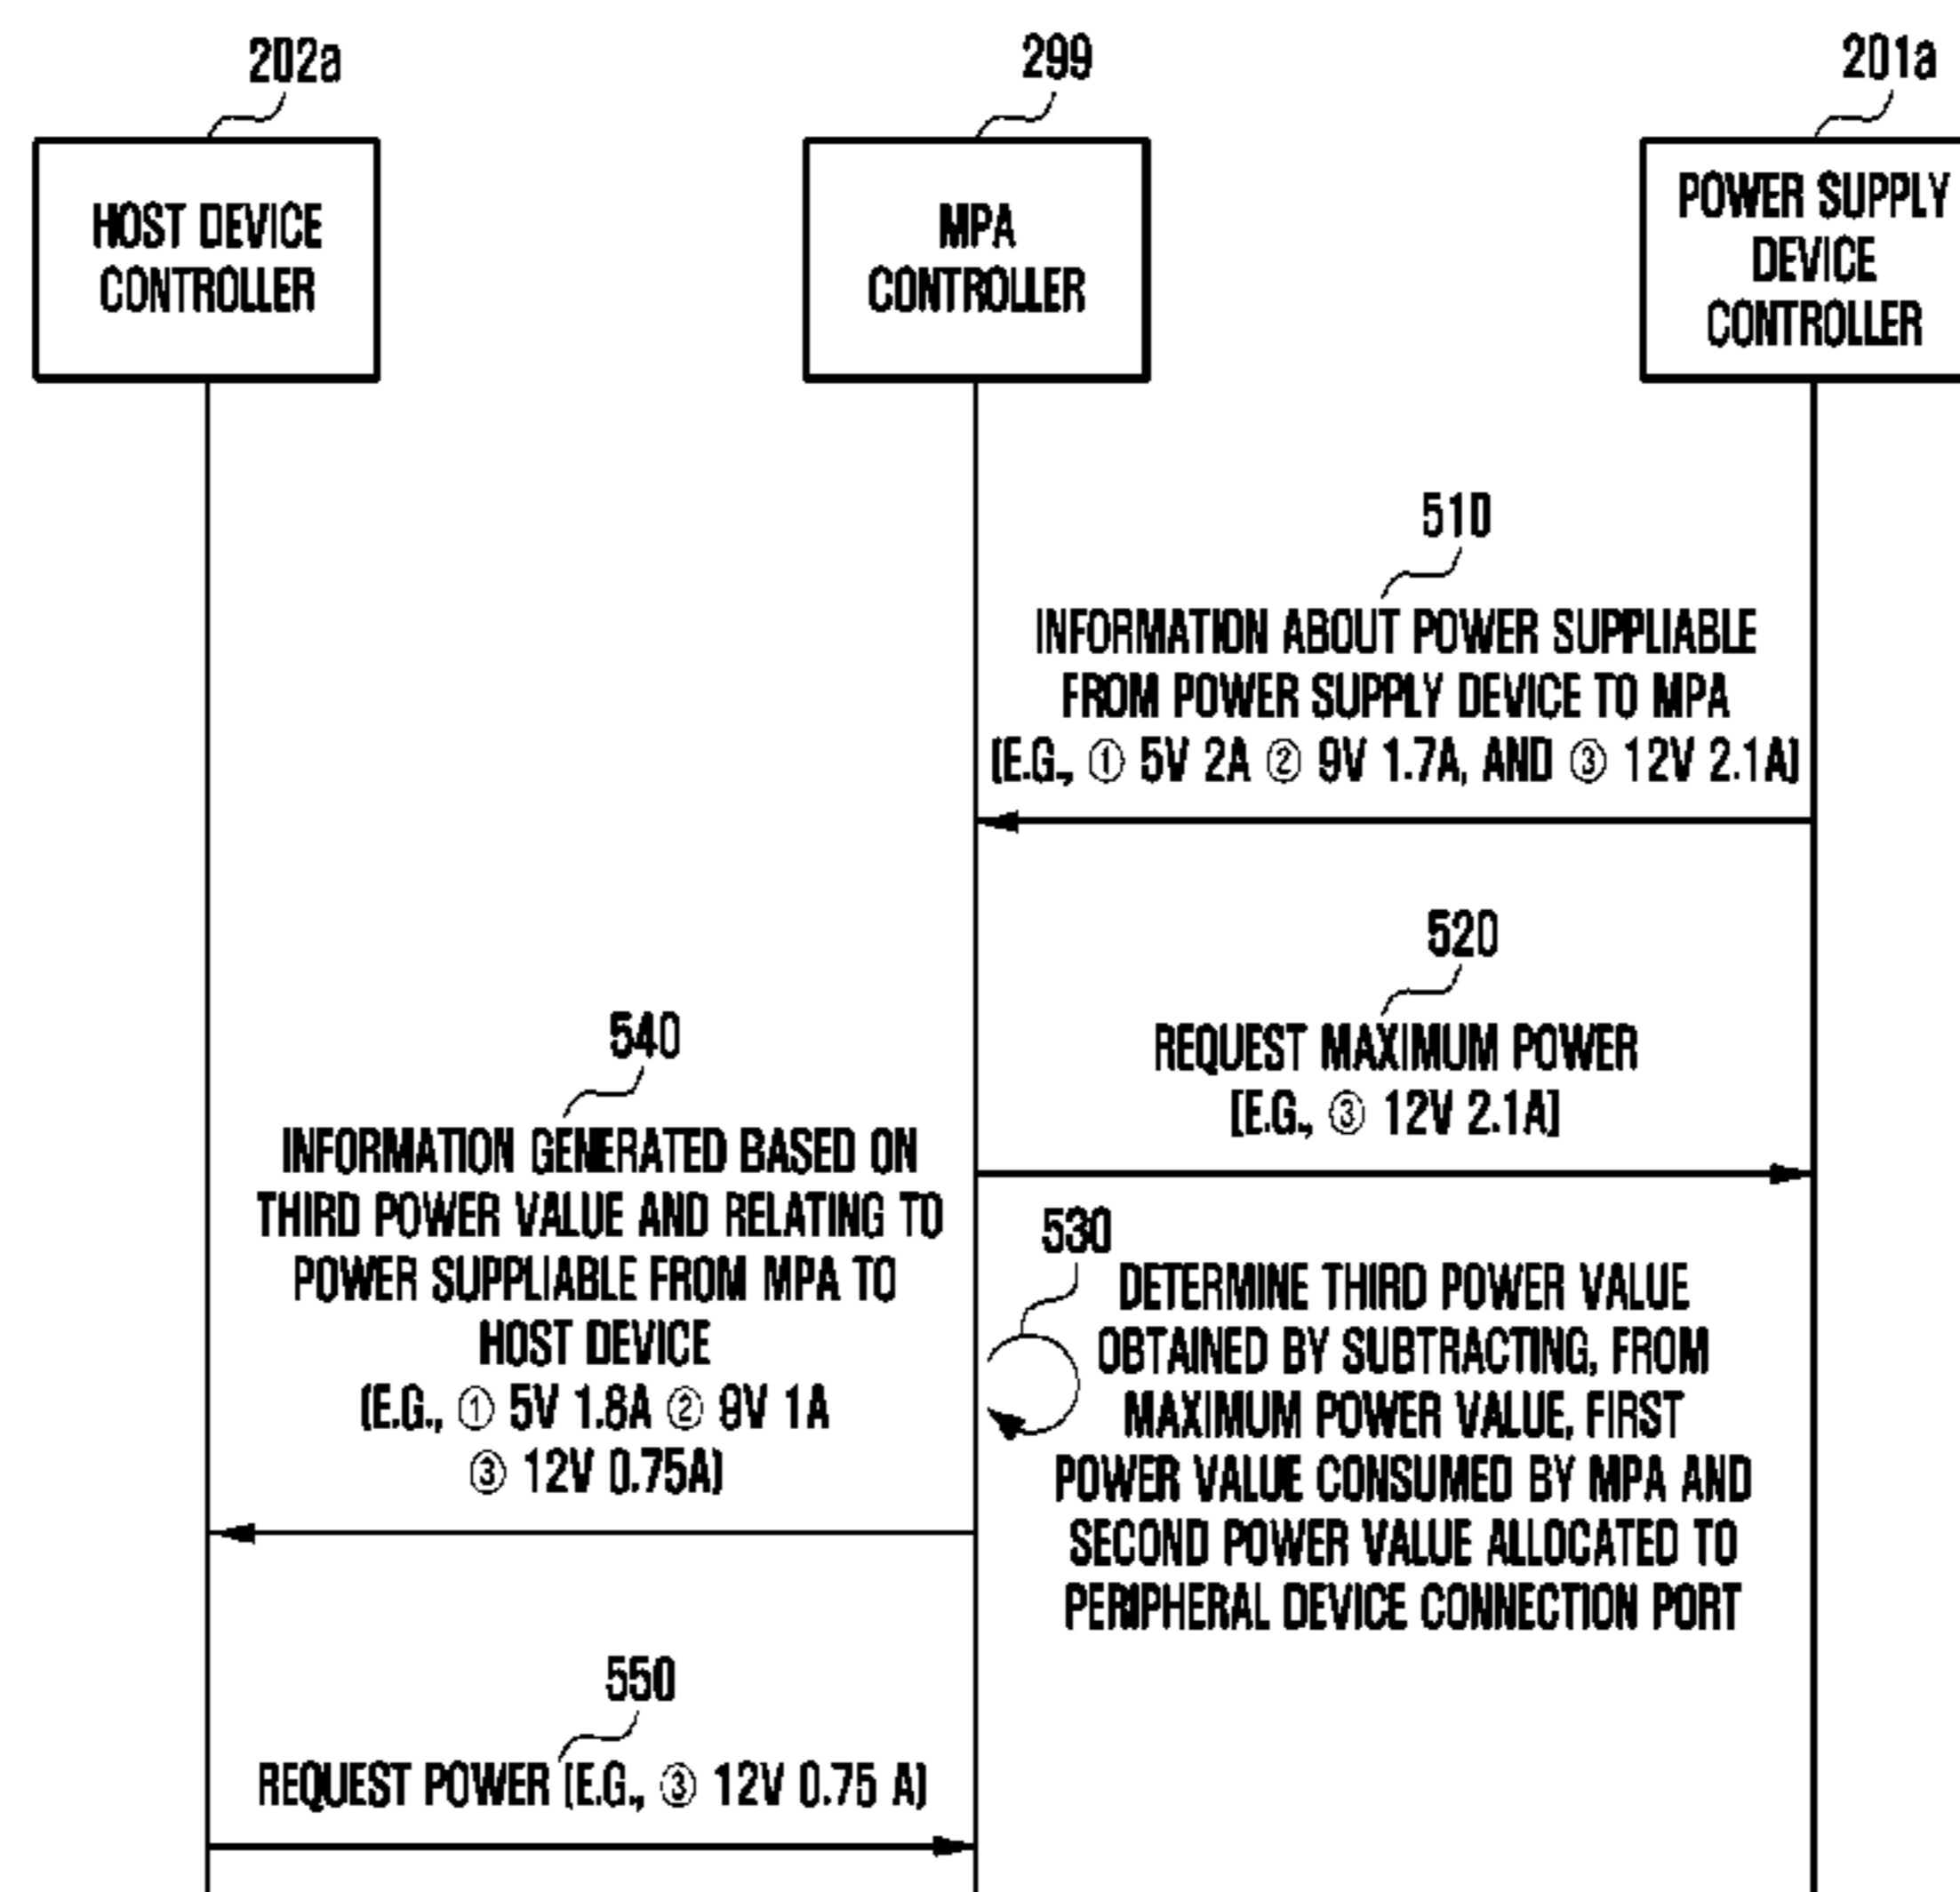 202a
299
201a
HOST DEVICE
CONTROLLER
MPA
CONTROLLER
POWER SUPPLY
DEVICE
CONTROLLER
510
INFORMATION ABOUT POWER SUPPLIABLE
FROM POWER SUPPLY DEVICE TO MPA
(E.G., ① 5V 2A ② 9V 1.7A, AND ③ 12V 2.1A)
520
REQUEST MAXIMUM POWER
[E.G., ③ 12V 2.1A]
540
INFORMATION GENERATED BASED ON
THIRD POWER VALUE AND RELATING TO
POWER SUPPLIABLE FROM MPA TO
HOST DEVICE
(E.G., ① 5V 1.8A ② 9V 1A
③ 12V 0.75A)
530
DETERMINE THIRD POWER VALUE
OBTAINED BY SUBTRACTING, FROM
MAXIMUM POWER VALUE, FIRST
POWER VALUE CONSUMED BY MPA AND
SECOND POWER VALUE ALLOCATED TO
PERIPHERAL DEVICE CONNECTION PORT
550
REQUEST POWER (E.G., ③ 12V 0.75 A)